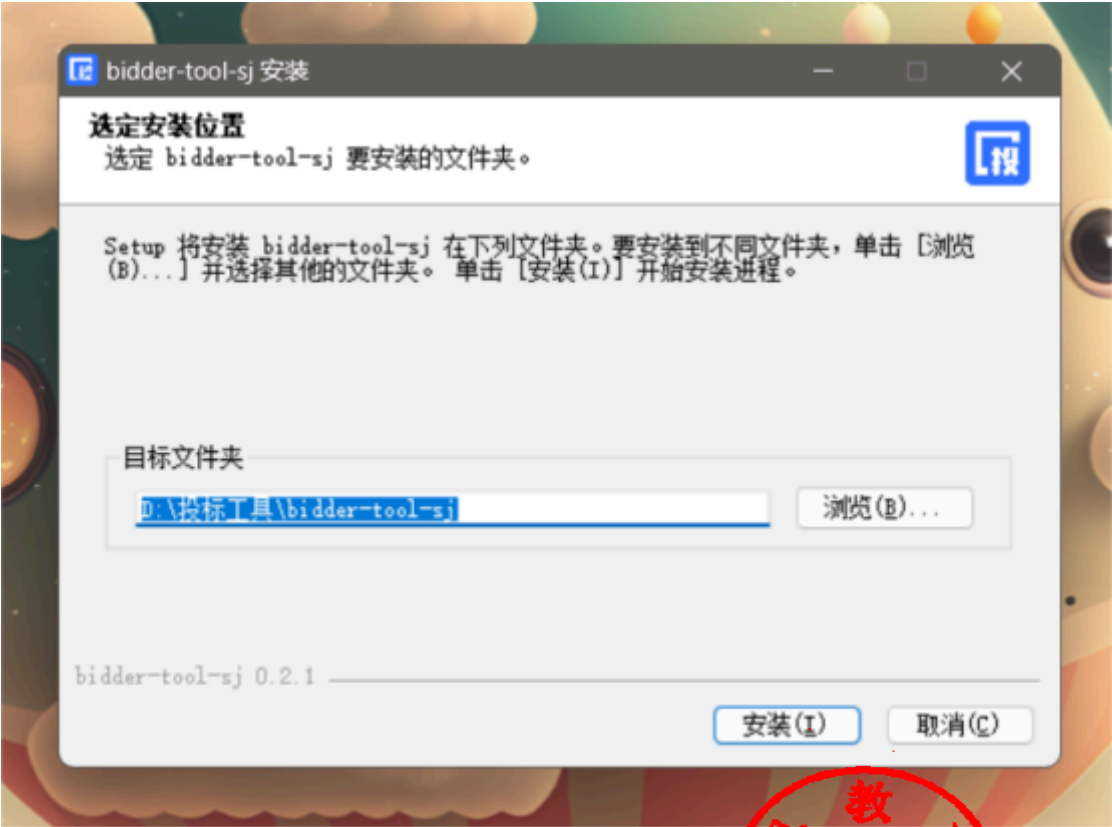 bidder-tool-sj 安装
选定安装位置
选定 bidder-tool-sj 要安装的文件夹。
投
Setup 将安装 bidder-tool-sj 在下列文件夹。要安装到不同文件夹，单击 [浏览
(B)...] 并选择其他的文件夹。 单击 [安装(I)] 开始安装进程。
目标文件夹
D:\投标工具\bidder-tool-sj
浏览(B)...
bidder-tool-sj 0.2.1
安装(I)
取消(C)
教